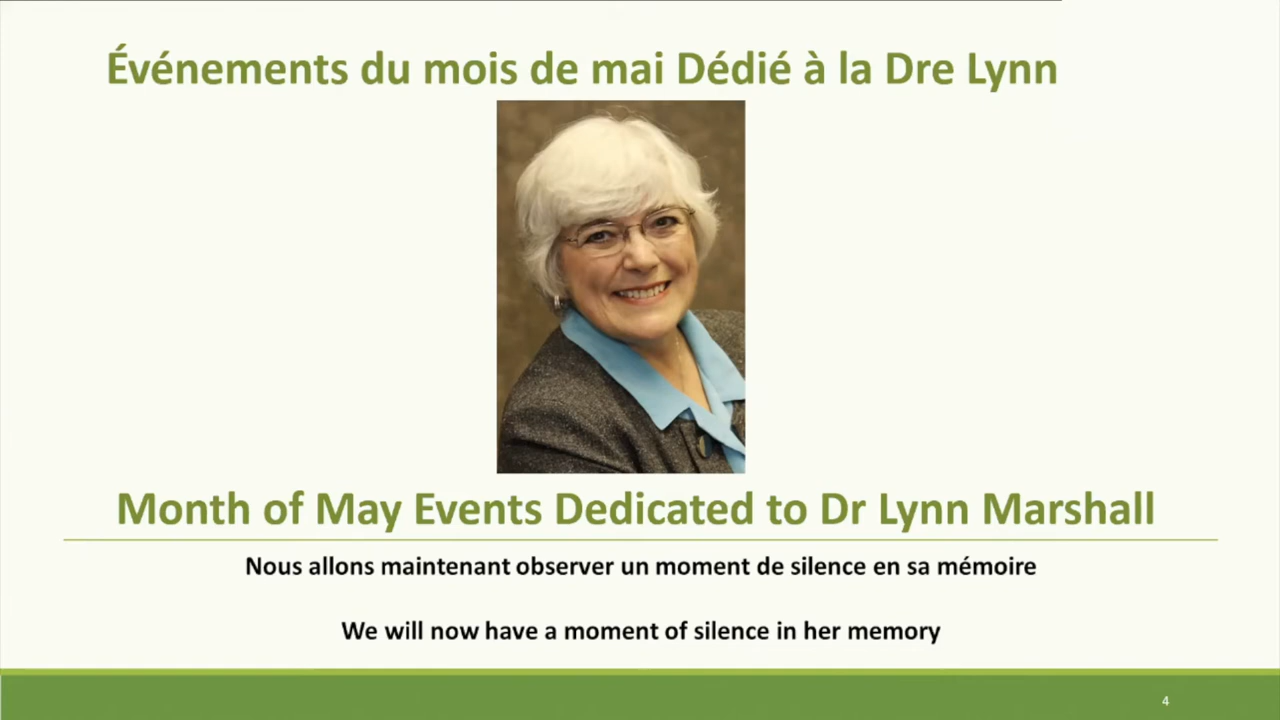 Événements du mois de mai Dédié à la Dre Lynn
Month of May Events Dedicated to Dr Lynn Marshall
Nous allons maintenant observer un moment de silence en sa mémoire
We will now have a moment of silence in her memory
4